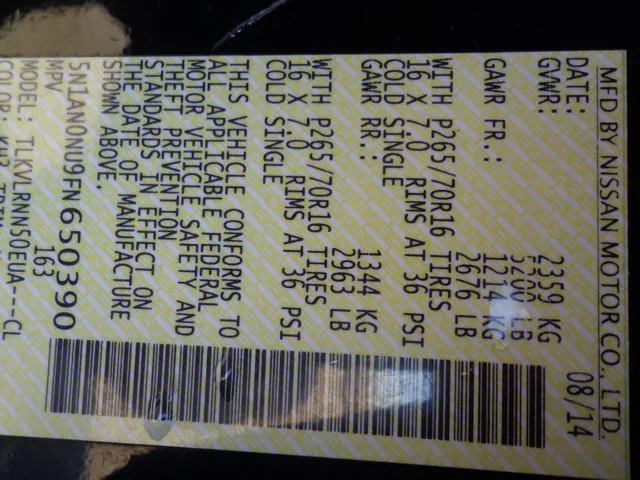 MFD BY NISSAN MOTOR CO., LTD.
DATE: 08/14
GVWR: 2359 KG
5200 LB
GAWR FR.: 1214 KG
2676 LB
WITH P265/70R16 TIRES
16 X 7.0 RIMS AT 36 PSI
COLD SINGLE
GAWR RR.: 1344 KG
2963 LB
WITH P265/70R16 TIRES
16 X 7.0 RIMS AT 36 PSI
COLD SINGLE
THIS VEHICLE CONFORMS TO
ALL APPLICABLE FEDERAL
MOTOR VEHICLE SAFETY AND
THEFT PREVENTION
STANDARDS IN EFFECT ON
THE DATE OF MANUFACTURE
SHOWN ABOVE.
5N1AN0NU9FN650390
MPV 163
MODEL: TLKVLRNN50EUA---CL
COLOR: